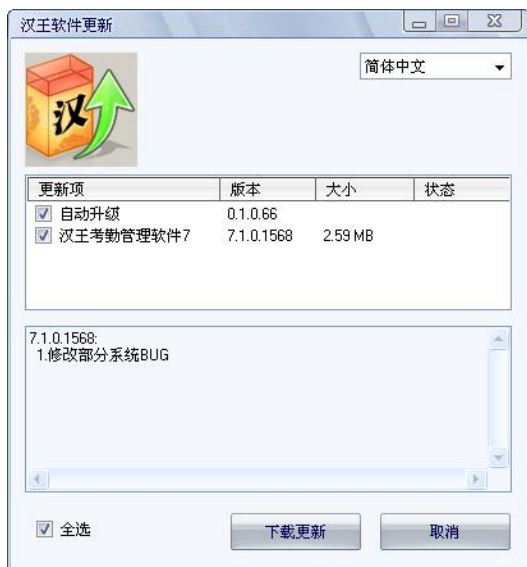 汉王软件更新
汉
简体中文
更新项 版本 大小 状态
自动升级 0.1.0.66
汉王考勤管理软件7 7.1.0.1568 2.59 MB
7.1.0.1568:
1.修改部分系统BUG
全选 下载更新 取消